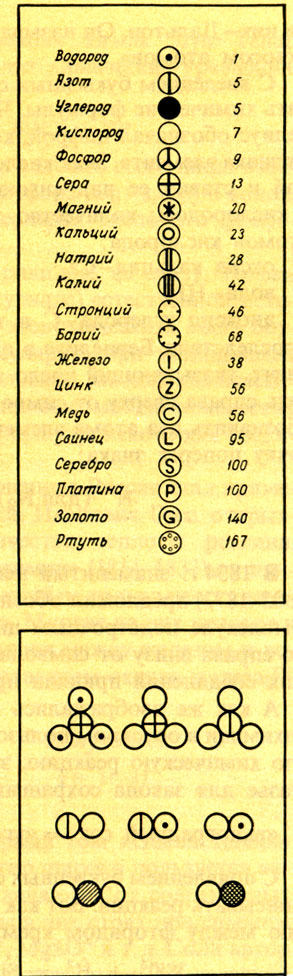 Водород 1
Азот 5
Углерод 5
Кислород 7
Фосфор 9
Сера 13
Магний 20
Кальций 23
Натрий 28
Калий 42
Стронций 46
Барий 68
Железо I 38
Цинк Z 56
Медь C 56
Свинец L 95
Серебро S 100
Платина P 100
Золото G 140
Ртуть 167